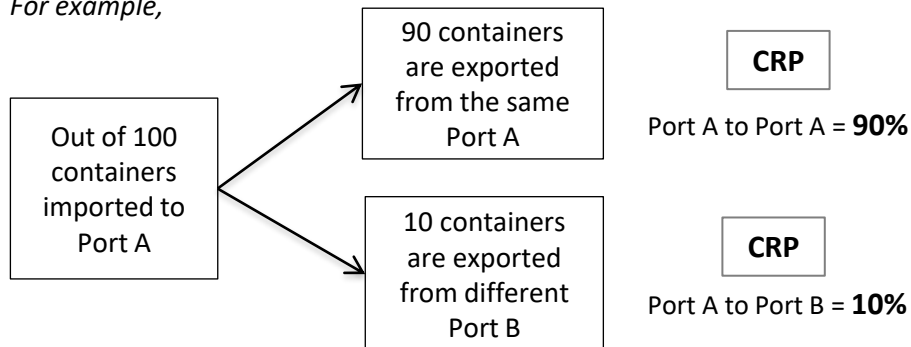 For example,
90 containers
are exported
from the same
Port A
CRP
Port A to Port A = 90%
Out of 100
containers
imported to
Port A
10 containers
are exported
from different
Port B
CRP
Port A to Port B = 10%